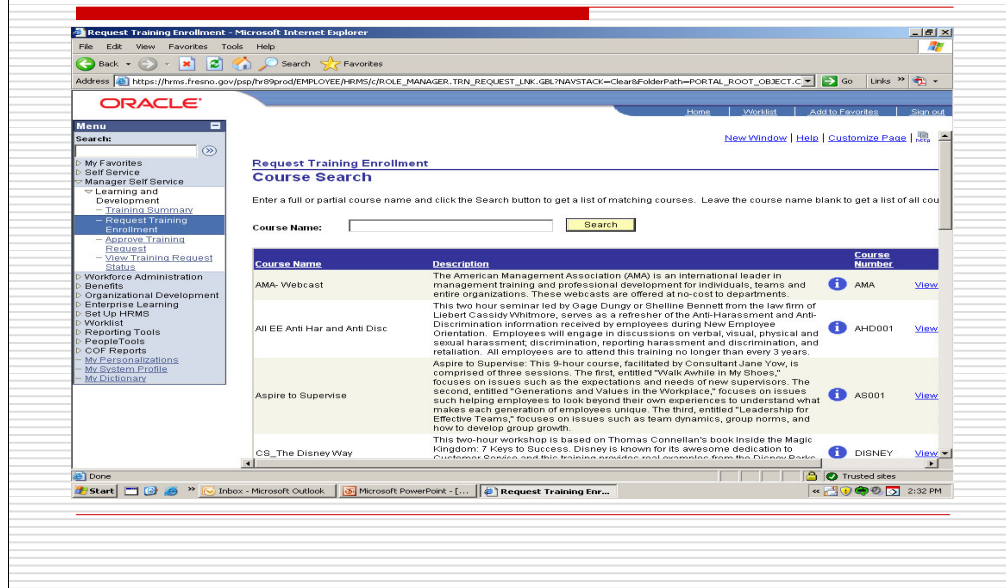 Request Training Enrollment - Microsoft Internet Explorer
File Edit View Favorites Tools Help
Back Search Favorites
Address https://hrms.fresno.gov/psp/hr89prod/EMPLOYEE/HRMS/c/ROLE_MANAGER.TRN_REQUEST_LNK.GBL?NAVSTACK=Clear&FolderPath=PORTAL_ROOT_OBJECT.C Go Links »
ORACLE
Home Worklist Add to Favorites Sign out
Menu
Search:
My Favorites
Self Service
Manager Self Service
Learning and
Development
– Training Summary
– Request Training
Enrollment
– Approve Training
Request
– View Training Request
Status
Workforce Administration
Benefits
Organizational Development
Enterprise Learning
Set Up HRMS
Worklist
Reporting Tools
PeopleTools
COF Reports
– My Personalizations
– My System Profile
– My Dictionary
New Window | Help | Customize Page | http
Request Training Enrollment
Course Search
Enter a full or partial course name and click the Search button to get a list of matching courses. Leave the course name blank to get a list of all cou
Course Name: Search
Course Name Description Course
Number
AMA- Webcast
The American Management Association (AMA) is an international leader in
management training and professional development for individuals, teams and
entire organizations. These webcasts are offered at no-cost to departments.
AMA View
All EE Anti Har and Anti Disc
This two hour seminar led by Gage Dungy or Shelline Bennett from the law firm of
Liebert Cassidy Whitmore, serves as a refresher of the Anti-Harassment and Anti-
Discrimination information received by employees during New Employee
Orientation. Employees will engage in discussions on verbal, visual, physical and
sexual harassment; discrimination, reporting harassment and discrimination, and
retaliation. All employees are to attend this training no longer than every 3 years.
AHD001 View
Aspire to Supervise
Aspire to Supervise: This 9-hour course, facilitated by Consultant Jane Yow, is
comprised of three sessions. The first, entitled "Walk Awhile in My Shoes,"
focuses on issues such as the expectations and needs of new supervisors. The
second, entitled "Generations and Values in the Workplace," focuses on issues
such helping employees to look beyond their own experiences to understand what
makes each generation of employees unique. The third, entitled "Leadership for
Effective Teams," focuses on issues such as team dynamics, group norms, and
how to develop group growth.
AS001 View
CS_The Disney Way
This two-hour workshop is based on Thomas Connellan's book Inside the Magic
Kingdom: 7 Keys to Success. Disney is known for its awesome dedication to
Customer Service and this training provides real examples from the Disney Parks
DISNEY View
Done Trusted sites
Start » Inbox - Microsoft Outlook Microsoft PowerPoint - [... Request Training Enr... « 2:32 PM